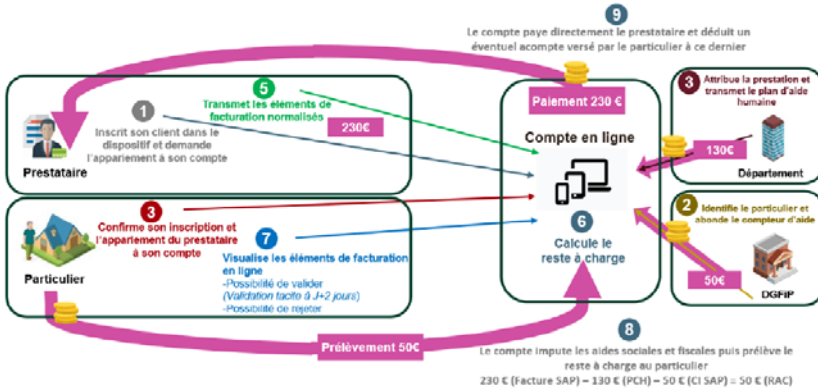 9
Le compte paye directement le prestataire et déduit un
éventuel acompte versé par le particulier à ce dernier
5
Transmet les éléments de
facturation normalisés
230€
1
Inscrit son client dans le
dispositif et demande
l'appariement à son compte
Prestataire
Paiement 230 €
Compte en ligne
3
Attribue la prestation et
transmet le plan d'aide
humaine
130€
Département
3
Confirme son inscription et
l'appariement du prestataire
à son compte
Particulier
7
Visualise les éléments de facturation
en ligne
-Possibilité de valider
(Validation tacite à J+2 jours)
-Possibilité de rejeter
6
Calcule le
reste à charge
2
Identifie le particulier et
abonde le compteur d'aide
50€
DGFiP
Prélèvement 50€
8
Le compte impute les aides sociales et fiscales puis prélève le
reste à charge au particulier
230 € (Facture SAP) – 130 € (PCH) – 50 € (CI SAP) = 50 € (RAC)